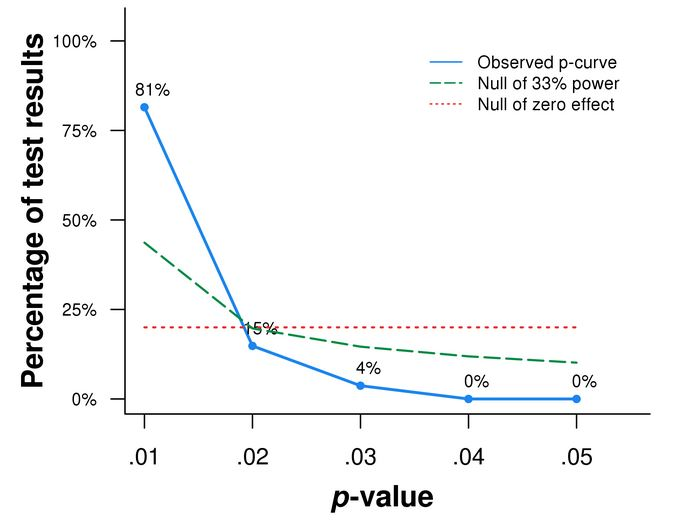 Percentage of test results
100%
75%
50%
25%
0%
81%
15%
4%
0%
0%
Observed p-curve
Null of 33% power
Null of zero effect
.01 .02 .03 .04 .05
p-value